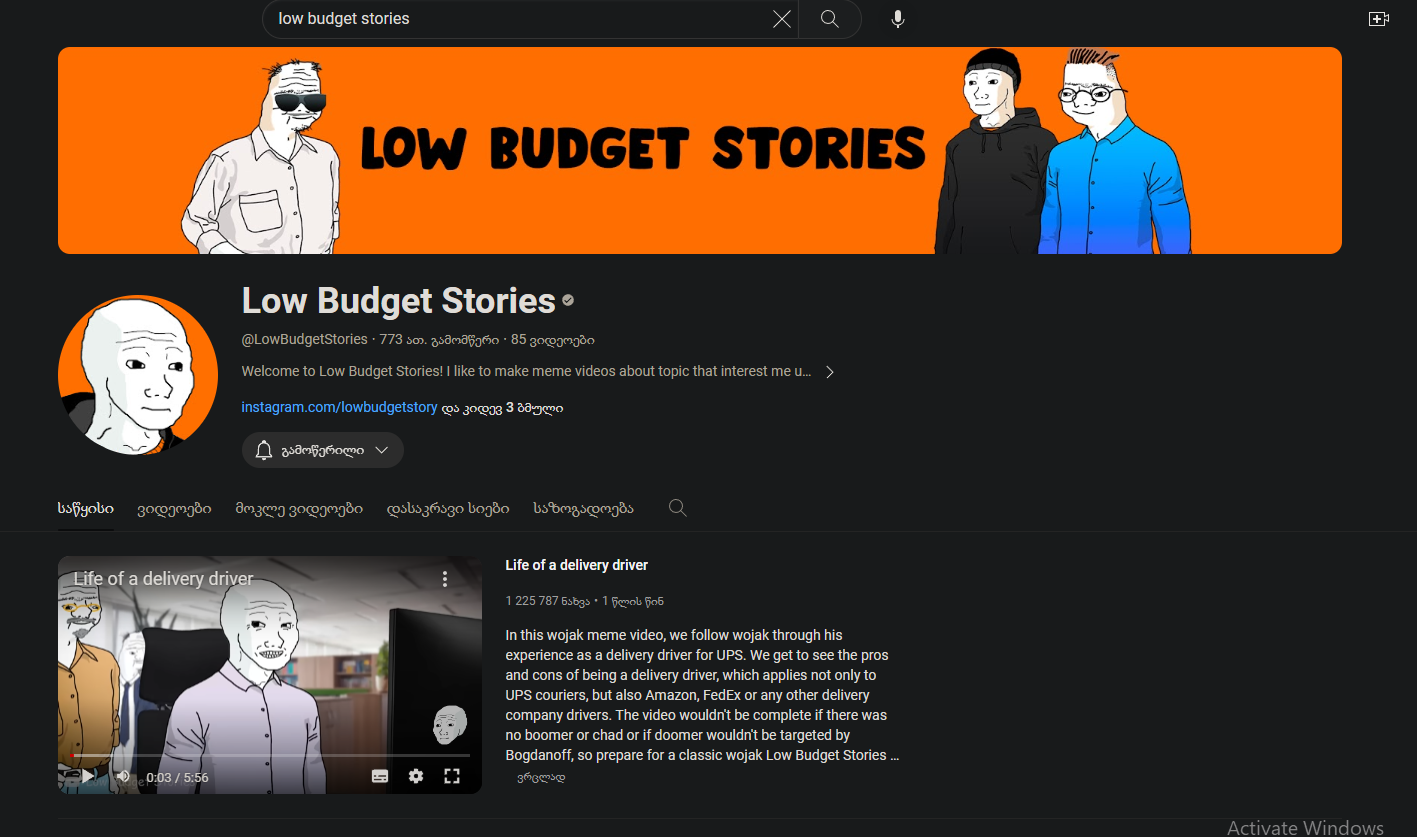 low budget stories
LOW BUDGET STORIES
Low Budget Stories
@LowBudgetStories · 773 ათ. გამომწერი · 85 ვიდეოები
Welcome to Low Budget Stories! I like to make meme videos about topic that interest me u...
instagram.com/lowbudgetstory და კიდევ 3 ბმული
გამოწერილი
საწყისი ვიდეოები მოკლე ვიდეოები დასაკრავი სიები საზოგადოება
Life of a delivery driver
0:03 / 5:56
Life of a delivery driver
1 225 787 ნახვა • 1 წლის წინ
In this wojak meme video, we follow wojak through his
experience as a delivery driver for UPS. We get to see the pros
and cons of being a delivery driver, which applies not only to
UPS couriers, but also Amazon, FedEx or any other delivery
company drivers. The video wouldn't be complete if there was
no boomer or chad or if doomer wouldn't be targeted by
Bogdanoff, so prepare for a classic wojak Low Budget Stories ...
ვრცლად
Activate Windows